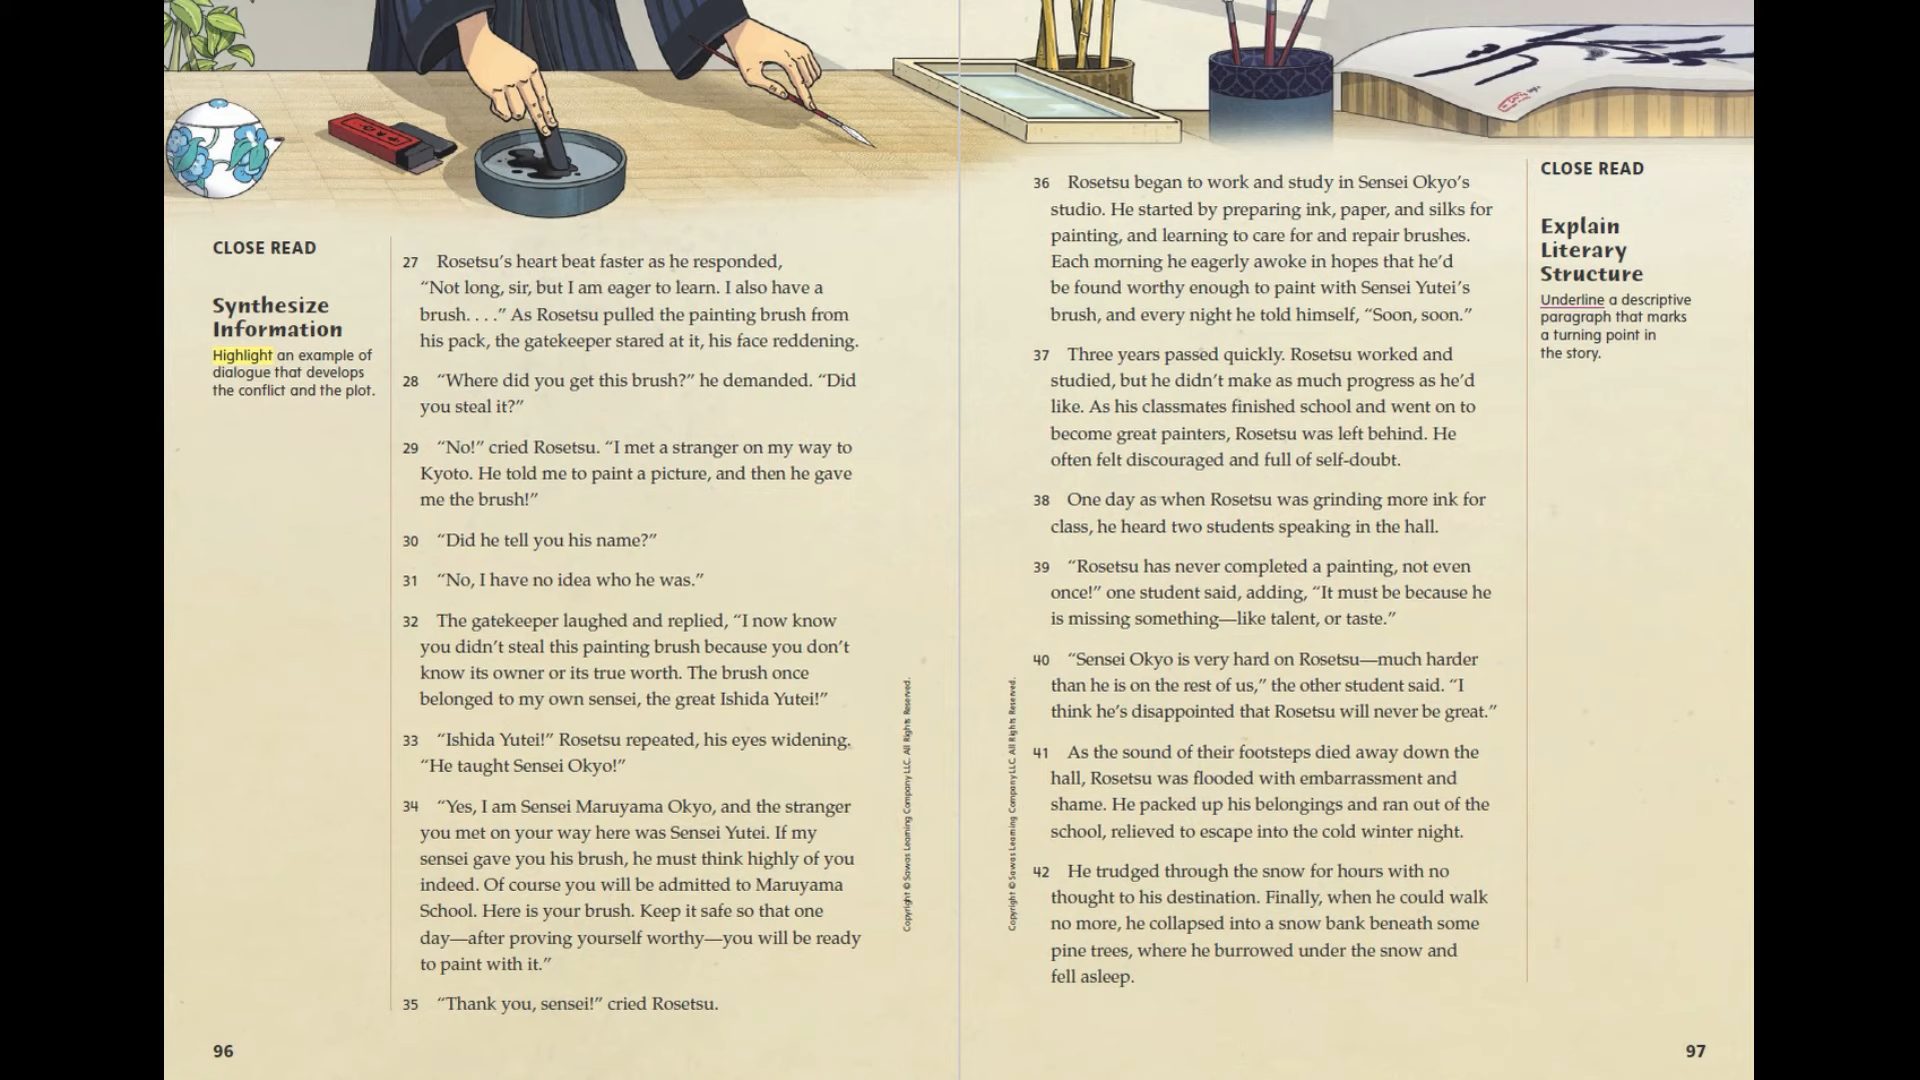 CLOSE READ
Synthesize
Information
Highlight an example of
dialogue that develops
the conflict and the plot.
27 Rosetsu’s heart beat faster as he responded,
“Not long, sir, but I am eager to learn. I also have a
brush. . . .” As Rosetsu pulled the painting brush from
his pack, the gatekeeper stared at it, his face reddening.
28 “Where did you get this brush?” he demanded. “Did
you steal it?”
29 “No!” cried Rosetsu. “I met a stranger on my way to
Kyoto. He told me to paint a picture, and then he gave
me the brush!”
30 “Did he tell you his name?”
31 “No, I have no idea who he was.”
32 The gatekeeper laughed and replied, “I now know
you didn’t steal this painting brush because you don’t
know its owner or its true worth. The brush once
belonged to my own sensei, the great Ishida Yutei!”
33 “Ishida Yutei!” Rosetsu repeated, his eyes widening.
“He taught Sensei Okyo!”
34 “Yes, I am Sensei Maruyama Okyo, and the stranger
you met on your way here was Sensei Yutei. If my
sensei gave you his brush, he must think highly of you
indeed. Of course you will be admitted to Maruyama
School. Here is your brush. Keep it safe so that one
day—after proving yourself worthy—you will be ready
to paint with it.”
35 “Thank you, sensei!” cried Rosetsu.
Copyright © Savvas Learning Company LLC. All Rights Reserved.
96
36 Rosetsu began to work and study in Sensei Okyo’s
studio. He started by preparing ink, paper, and silks for
painting, and learning to care for and repair brushes.
Each morning he eagerly awoke in hopes that he’d
be found worthy enough to paint with Sensei Yutei’s
brush, and every night he told himself, “Soon, soon.”
37 Three years passed quickly. Rosetsu worked and
studied, but he didn’t make as much progress as he’d
like. As his classmates finished school and went on to
become great painters, Rosetsu was left behind. He
often felt discouraged and full of self-doubt.
38 One day as when Rosetsu was grinding more ink for
class, he heard two students speaking in the hall.
39 “Rosetsu has never completed a painting, not even
once!” one student said, adding, “It must be because he
is missing something—like talent, or taste.”
40 “Sensei Okyo is very hard on Rosetsu—much harder
than he is on the rest of us,” the other student said. “I
think he’s disappointed that Rosetsu will never be great.”
41 As the sound of their footsteps died away down the
hall, Rosetsu was flooded with embarrassment and
shame. He packed up his belongings and ran out of the
school, relieved to escape into the cold winter night.
42 He trudged through the snow for hours with no
thought to his destination. Finally, when he could walk
no more, he collapsed into a snow bank beneath some
pine trees, where he burrowed under the snow and
fell asleep.
Copyright © Savvas Learning Company LLC. All Rights Reserved.
CLOSE READ
Explain
Literary
Structure
Underline a descriptive
paragraph that marks
a turning point in
the story.
97